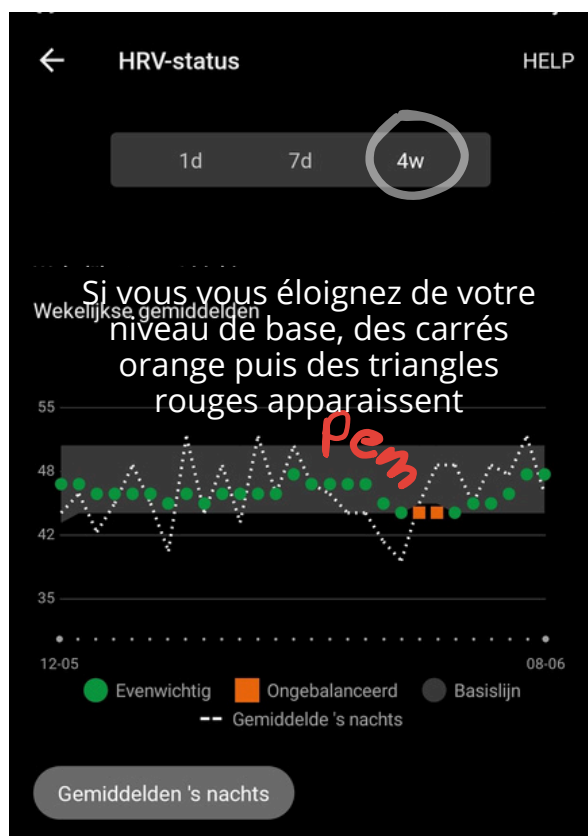 HRV-status
HELP
1d
7d
4w
Si vous vous éloignez de votre
Wekelijkse gemiddelden
niveau de base, des carrés
orange puis des triangles
rouges apparaissent
55
Pem
48
42
35
12-05
08-06
Evenwichtig
Ongebalanceerd
Basislijn
Gemiddelde 's nachts
Gemiddelden 's nachts